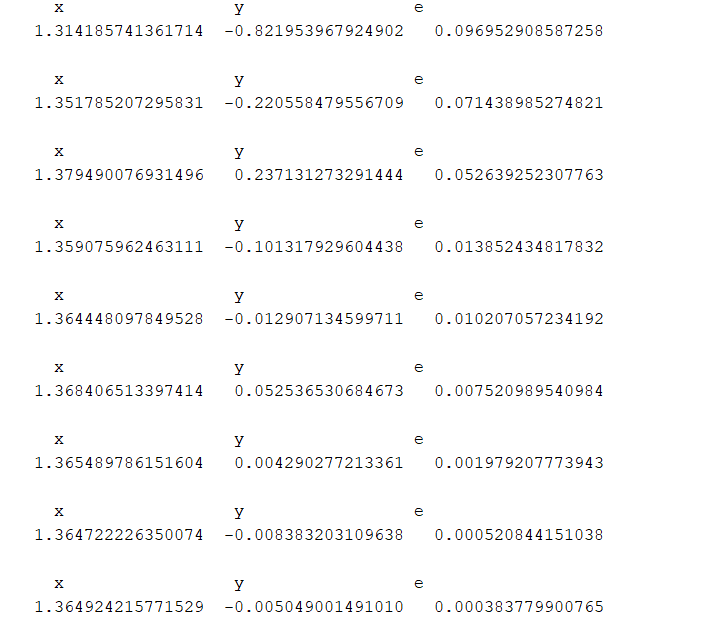 x y e
1.314185741361714 -0.821953967924902 0.096952908587258
x y e
1.351785207295831 -0.220558479556709 0.071438985274821
x y e
1.379490076931496 0.237131273291444 0.052639252307763
x y e
1.359075962463111 -0.101317929604438 0.013852434817832
x y e
1.364448097849528 -0.012907134599711 0.010207057234192
x y e
1.368406513397414 0.052536530684673 0.007520989540984
x y e
1.365489786151604 0.004290277213361 0.001979207773943
x y e
1.364722226350074 -0.008383203109638 0.000520844151038
x y e
1.364924215771529 -0.005049001491010 0.000383779900765